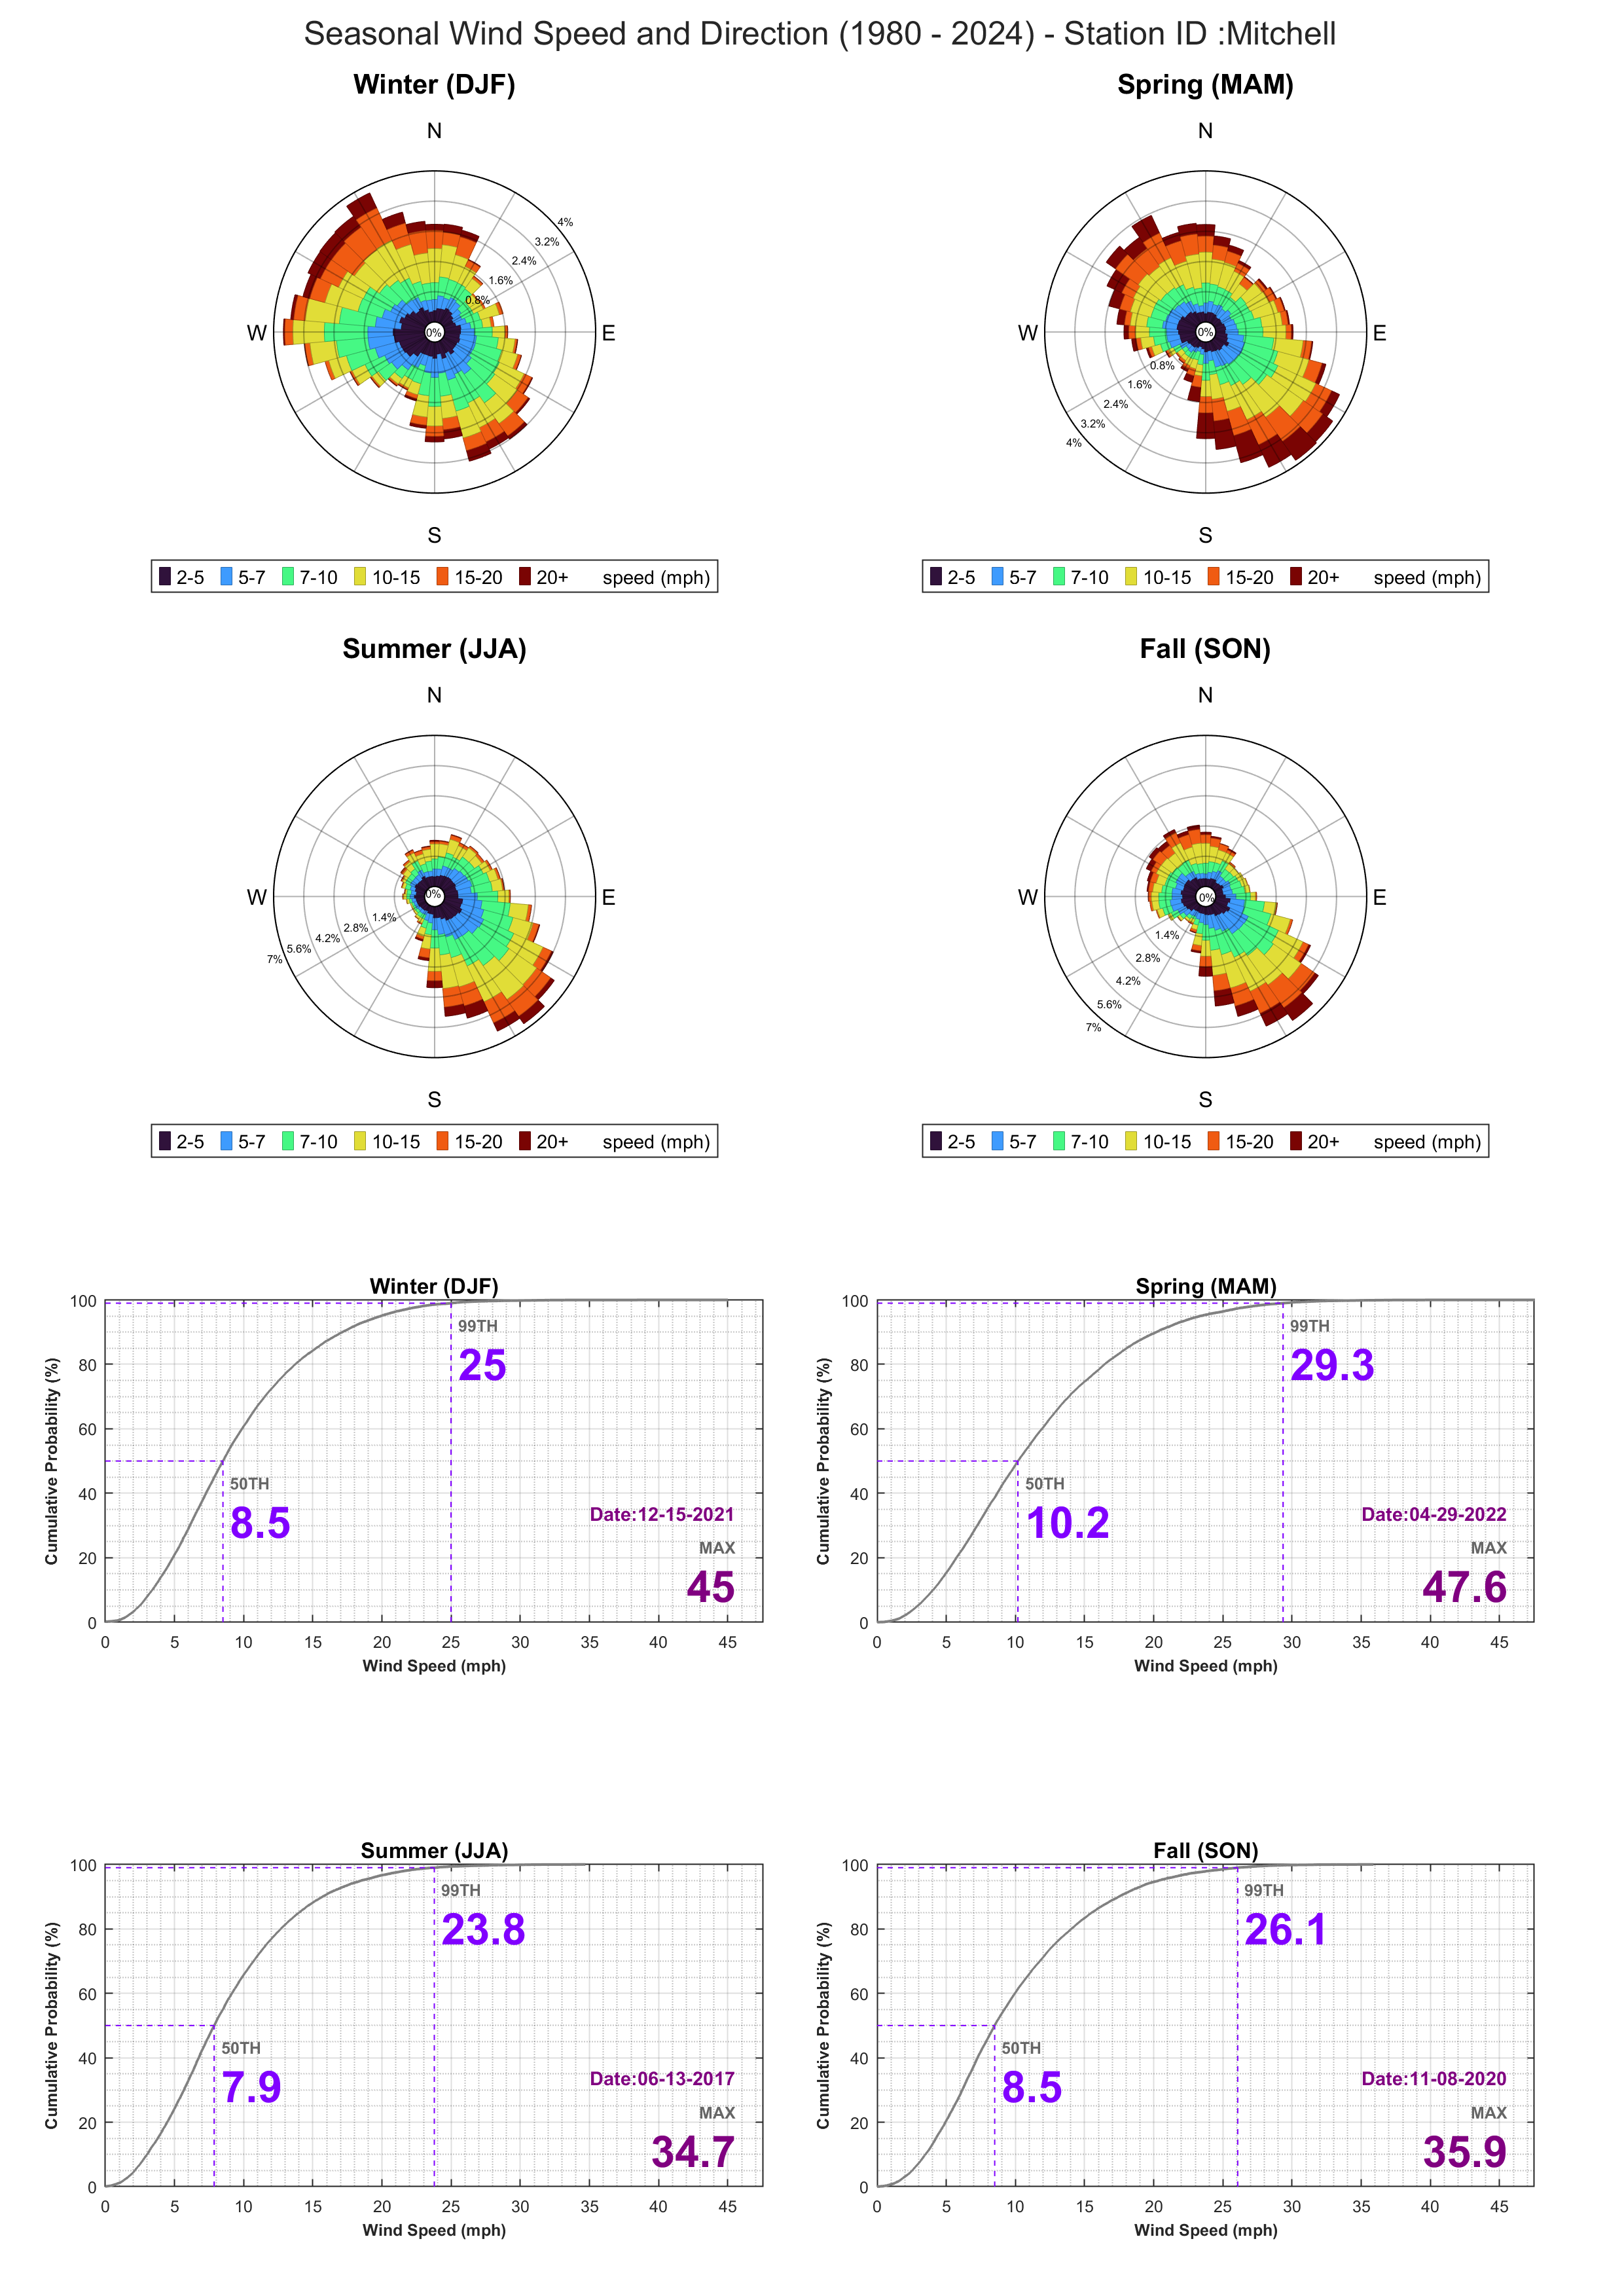 Seasonal Wind Speed and Direction (1980 - 2024) - Station ID :Mitchell
Winter (DJF)
N
W
E
S
0%
0.8%
1.6%
2.4%
3.2%
4%
2-5 5-7 7-10 10-15 15-20 20+ speed (mph)
Spring (MAM)
N
W
E
S
0%
0.8%
1.6%
2.4%
3.2%
4%
2-5 5-7 7-10 10-15 15-20 20+ speed (mph)
Summer (JJA)
N
W
E
S
0%
1.4%
2.8%
4.2%
5.6%
7%
2-5 5-7 7-10 10-15 15-20 20+ speed (mph)
Fall (SON)
N
W
E
S
0%
1.4%
2.8%
4.2%
5.6%
7%
2-5 5-7 7-10 10-15 15-20 20+ speed (mph)
Winter (DJF)
Cumulative Probability (%)
100
80
60
40
20
0
99TH
25
50TH
8.5
Date:12-15-2021
MAX
45
0 5 10 15 20 25 30 35 40 45
Wind Speed (mph)
Spring (MAM)
Cumulative Probability (%)
100
80
60
40
20
0
99TH
29.3
50TH
10.2
Date:04-29-2022
MAX
47.6
0 5 10 15 20 25 30 35 40 45
Wind Speed (mph)
Summer (JJA)
Cumulative Probability (%)
100
80
60
40
20
0
99TH
23.8
50TH
7.9
Date:06-13-2017
MAX
34.7
0 5 10 15 20 25 30 35 40 45
Wind Speed (mph)
Fall (SON)
Cumulative Probability (%)
100
80
60
40
20
0
99TH
26.1
50TH
8.5
Date:11-08-2020
MAX
35.9
0 5 10 15 20 25 30 35 40 45
Wind Speed (mph)